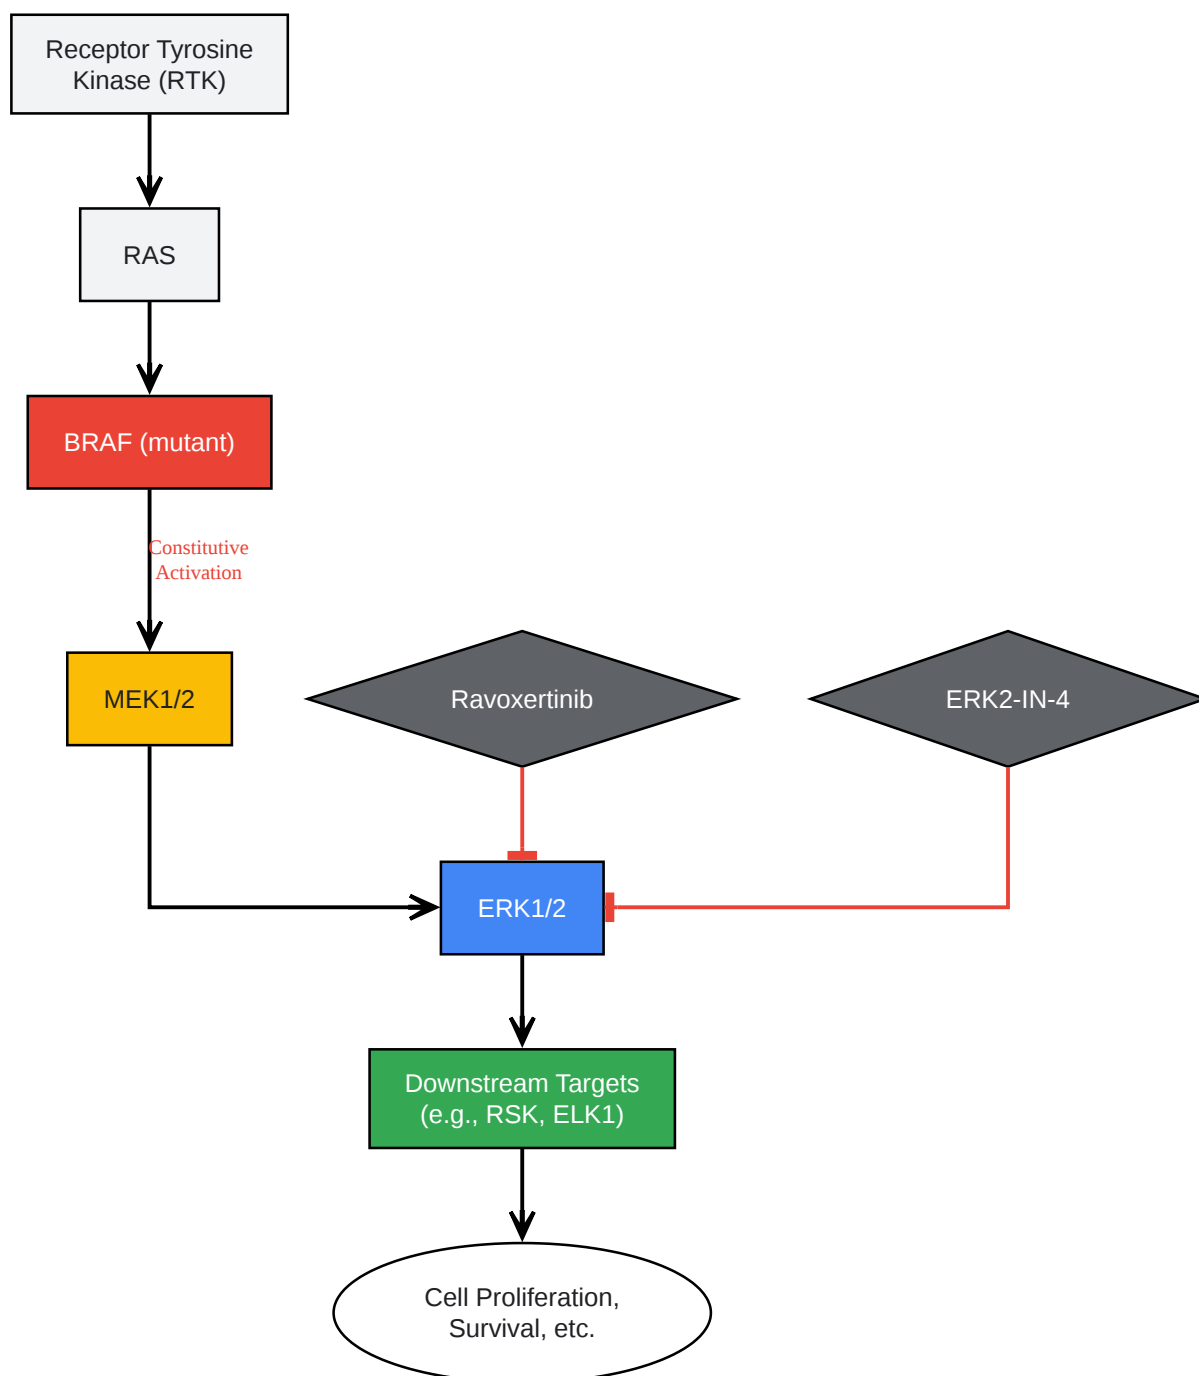 Receptor Tyrosine
Kinase (RTK)
RAS
BRAF (mutant)
Constitutive
Activation
MEK1/2
Ravoxertinib
ERK2-IN-4
ERK1/2
Downstream Targets
(e.g., RSK, ELK1)
Cell Proliferation,
Survival, etc.